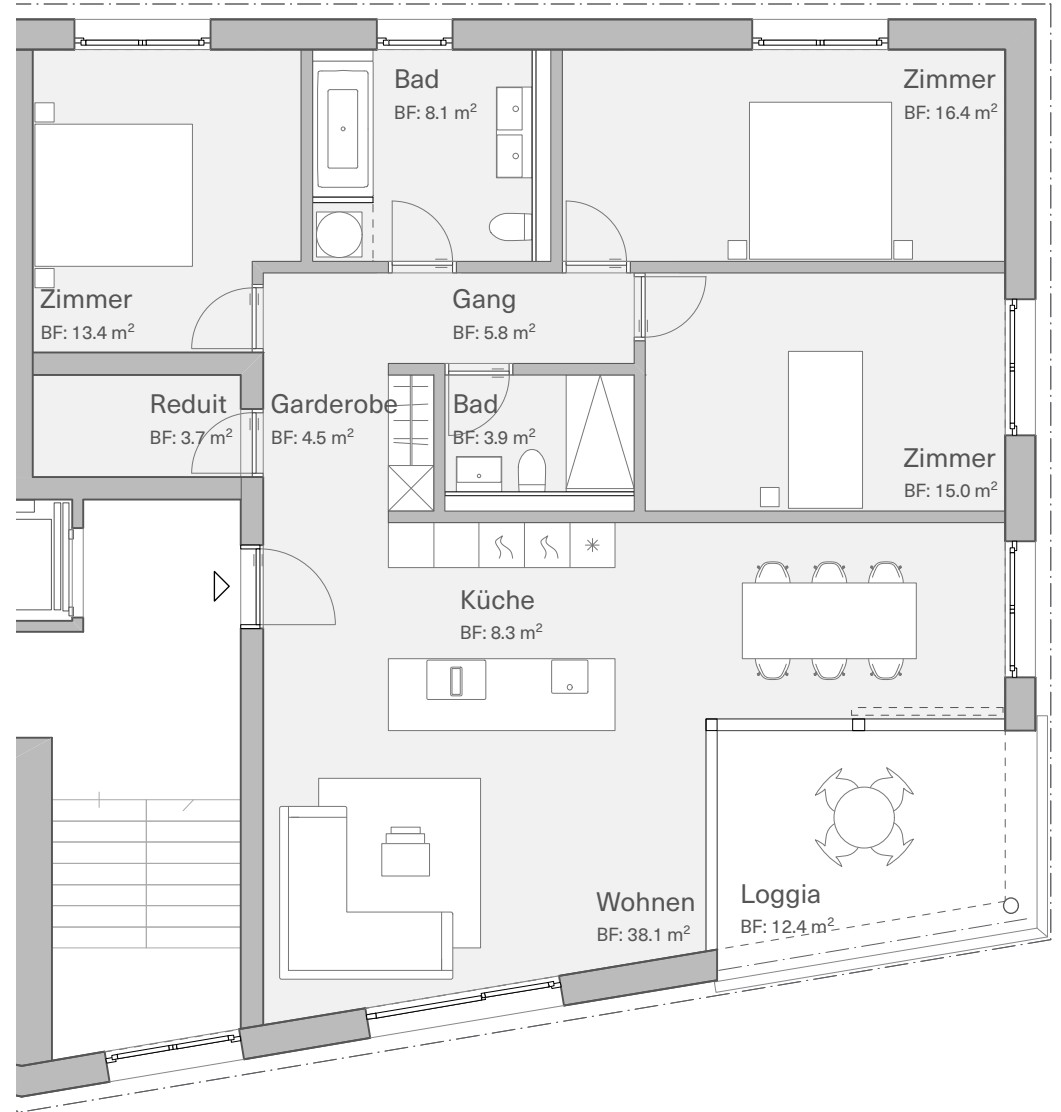 Bad
BF: 8.1 m²
Zimmer
BF: 16.4 m²
Zimmer
BF: 13.4 m²
Gang
BF: 5.8 m²
Reduit
BF: 3.7 m²
Garderobe
BF: 4.5 m²
Bad
BF: 3.9 m²
Zimmer
BF: 15.0 m²
Küche
BF: 8.3 m²
Wohnen
BF: 38.1 m²
Loggia
BF: 12.4 m²